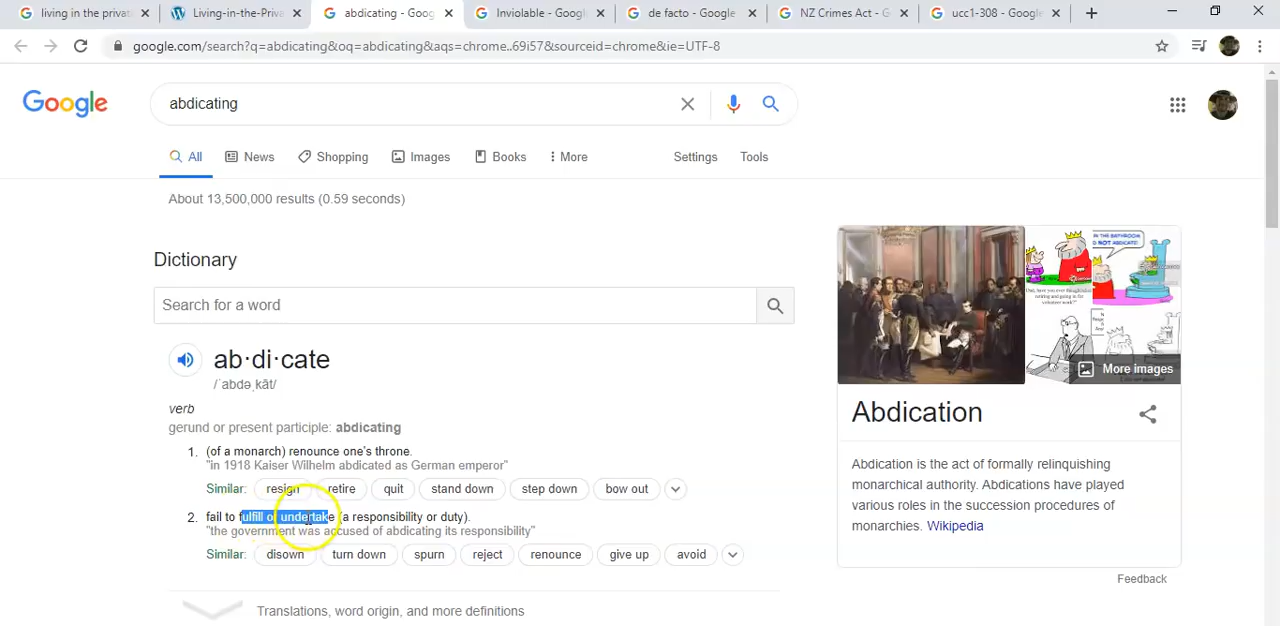 living in the privat
Living-in-the-Priva
abdicating - Goog
Inviolable - Google
de facto - Google
NZ Crimes Act - G
ucc1-308 - Google
google.com/search?q=abdicating&oq=abdicating&aqs=chrome..69i57&sourceid=chrome&ie=UTF-8
Google
abdicating
All
News
Shopping
Images
Books
More
Settings
Tools
About 13,500,000 results (0.59 seconds)
Dictionary
Search for a word
ab·di·cate
/ˈabdəˌkāt/
verb
gerund or present participle: abdicating
1. (of a monarch) renounce one's throne.
"in 1918 Kaiser Wilhelm abdicated as German emperor"
Similar: resign retire quit stand down step down bow out
2. fail to fulfill or undertake (a responsibility or duty).
"the government was accused of abdicating its responsibility"
Similar: disown turn down spurn reject renounce give up avoid
Translations, word origin, and more definitions
IN THE BATHROOM
NOT ABDICATE!
More images
Abdication
Abdication is the act of formally relinquishing
monarchical authority. Abdications have played
various roles in the succession procedures of
monarchies. Wikipedia
Feedback